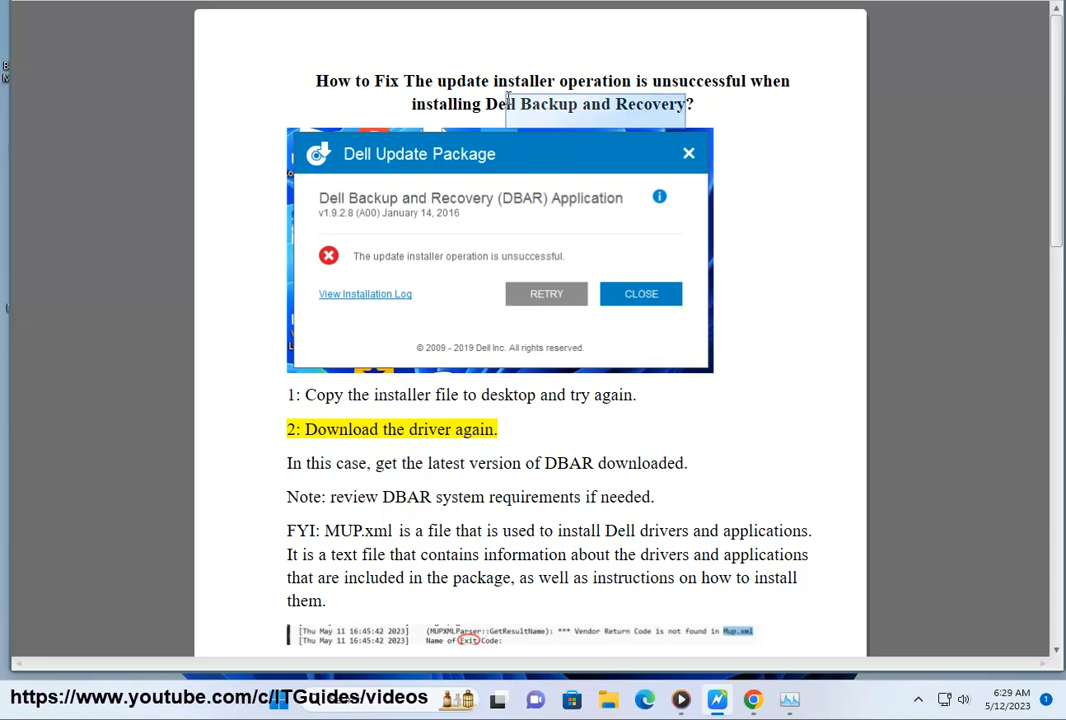 How to Fix The update installer operation is unsuccessful when
installing Dell Backup and Recovery?
Dell Update Package
Dell Backup and Recovery (DBAR) Application
v1.9.2.8 (A00) January 14, 2016
The update installer operation is unsuccessful.
View Installation Log
RETRY
CLOSE
© 2009 - 2019 Dell Inc. All rights reserved.
1: Copy the installer file to desktop and try again.
2: Download the driver again.
In this case, get the latest version of DBAR downloaded.
Note: review DBAR system requirements if needed.
FYI: MUP.xml is a file that is used to install Dell drivers and applications.
It is a text file that contains information about the drivers and applications
that are included in the package, as well as instructions on how to install
them.
[Thu May 11 16:45:42 2023] (MUPXMLParser::GetResultName): *** Vendor Return Code is not found in Mup.xml
[Thu May 11 16:45:42 2023] Name of Exit Code:
https://www.youtube.com/c/ITGuides/videos
6:29 AM
5/12/2023